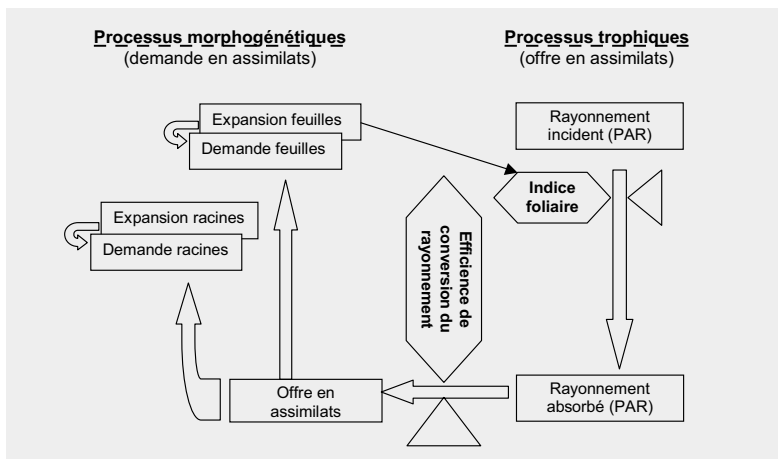 Processus morphogénétiques
(demande en assimilats)
Processus trophiques
(offre en assimilats)
Expansion feuilles
Demande feuilles
Rayonnement
incident (PAR)
Indice
foliaire
Expansion racines
Demande racines
Efficience de
conversion du
rayonnement
Offre en
assimilats
Rayonnement
absorbé (PAR)